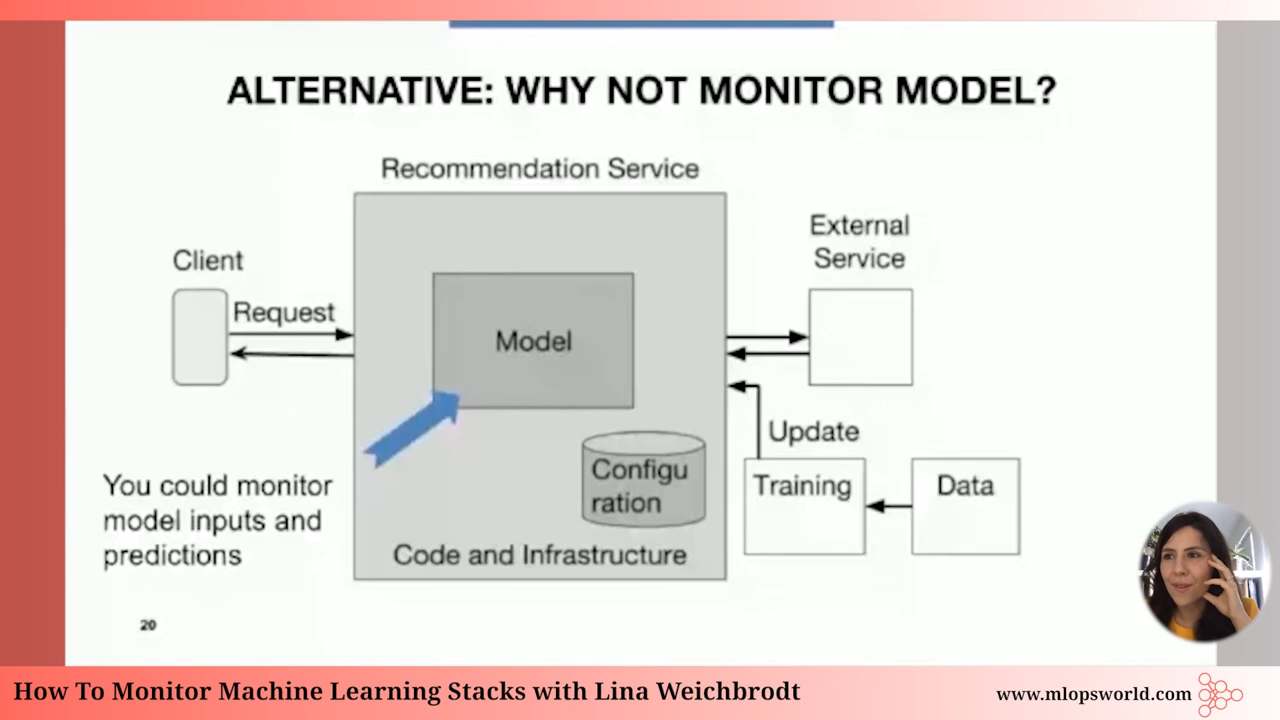 ALTERNATIVE: WHY NOT MONITOR MODEL?
Recommendation Service
Client
Request
Model
External
Service
Update
Configu
ration
Training
Data
You could monitor
model inputs and
predictions
Code and Infrastructure
20
How To Monitor Machine Learning Stacks with Lina Weichbrodt
www.mlopsworld.com